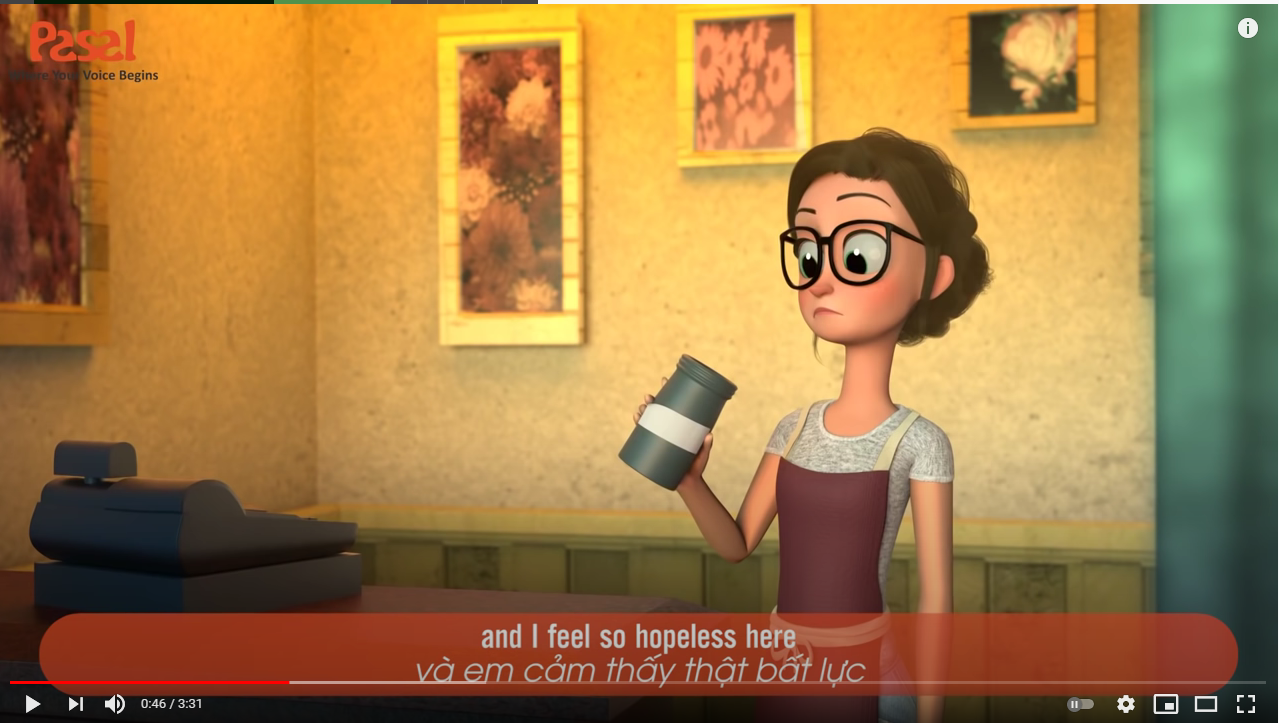 Pasal
Where Your Voice Begins
and I feel so hopeless here
và em cảm thấy thật bất lực
0:46 / 3:31